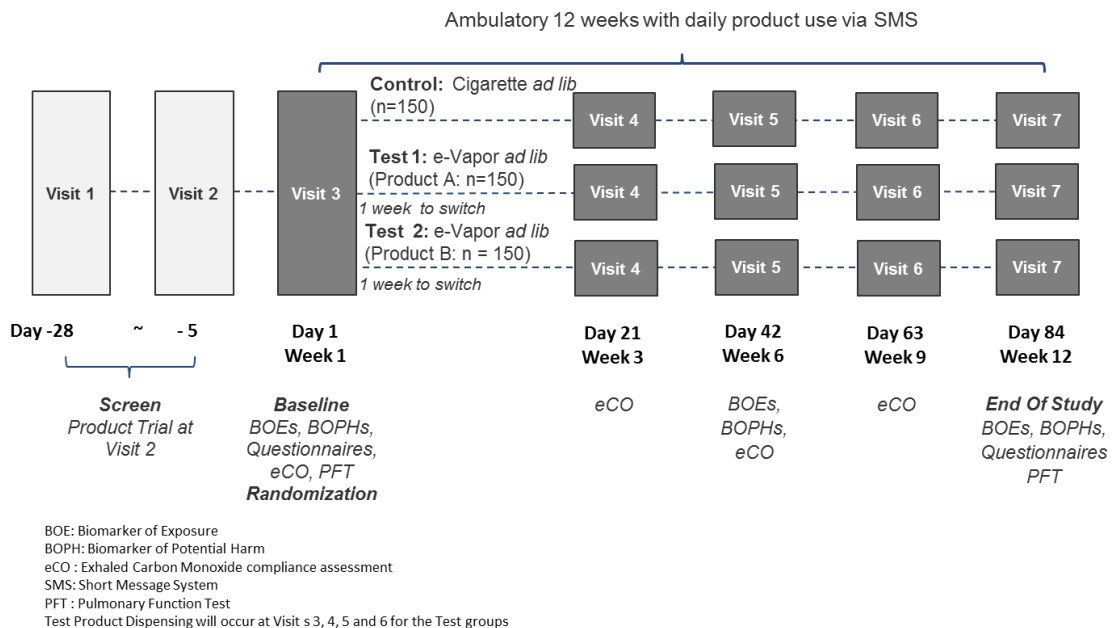 Ambulatory 12 weeks with daily product use via SMS
Control: Cigarette ad lib
(n=150)
Visit 4
Visit 5
Visit 6
Visit 7
Visit 1
Visit 2
Visit 3
Test 1: e-Vapor ad lib
(Product A: n=150)
1 week to switch
Visit 4
Visit 5
Visit 6
Visit 7
Test 2: e-Vapor ad lib
(Product B: n = 150)
1 week to switch
Visit 4
Visit 5
Visit 6
Visit 7
Day -28 ~ - 5
Day 1
Week 1
Day 21
Week 3
Day 42
Week 6
Day 63
Week 9
Day 84
Week 12
Screen
Product Trial at
Visit 2
Baseline
BOEs, BOPHs,
Questionnaires,
eCO, PFT
Randomization
eCO
BOEs,
BOPHs,
eCO
eCO
End Of Study
BOEs, BOPHs,
Questionnaires
PFT
BOE: Biomarker of Exposure
BOPH: Biomarker of Potential Harm
eCO : Exhaled Carbon Monoxide compliance assessment
SMS: Short Message System
PFT : Pulmonary Function Test
Test Product Dispensing will occur at Visit s 3, 4, 5 and 6 for the Test groups